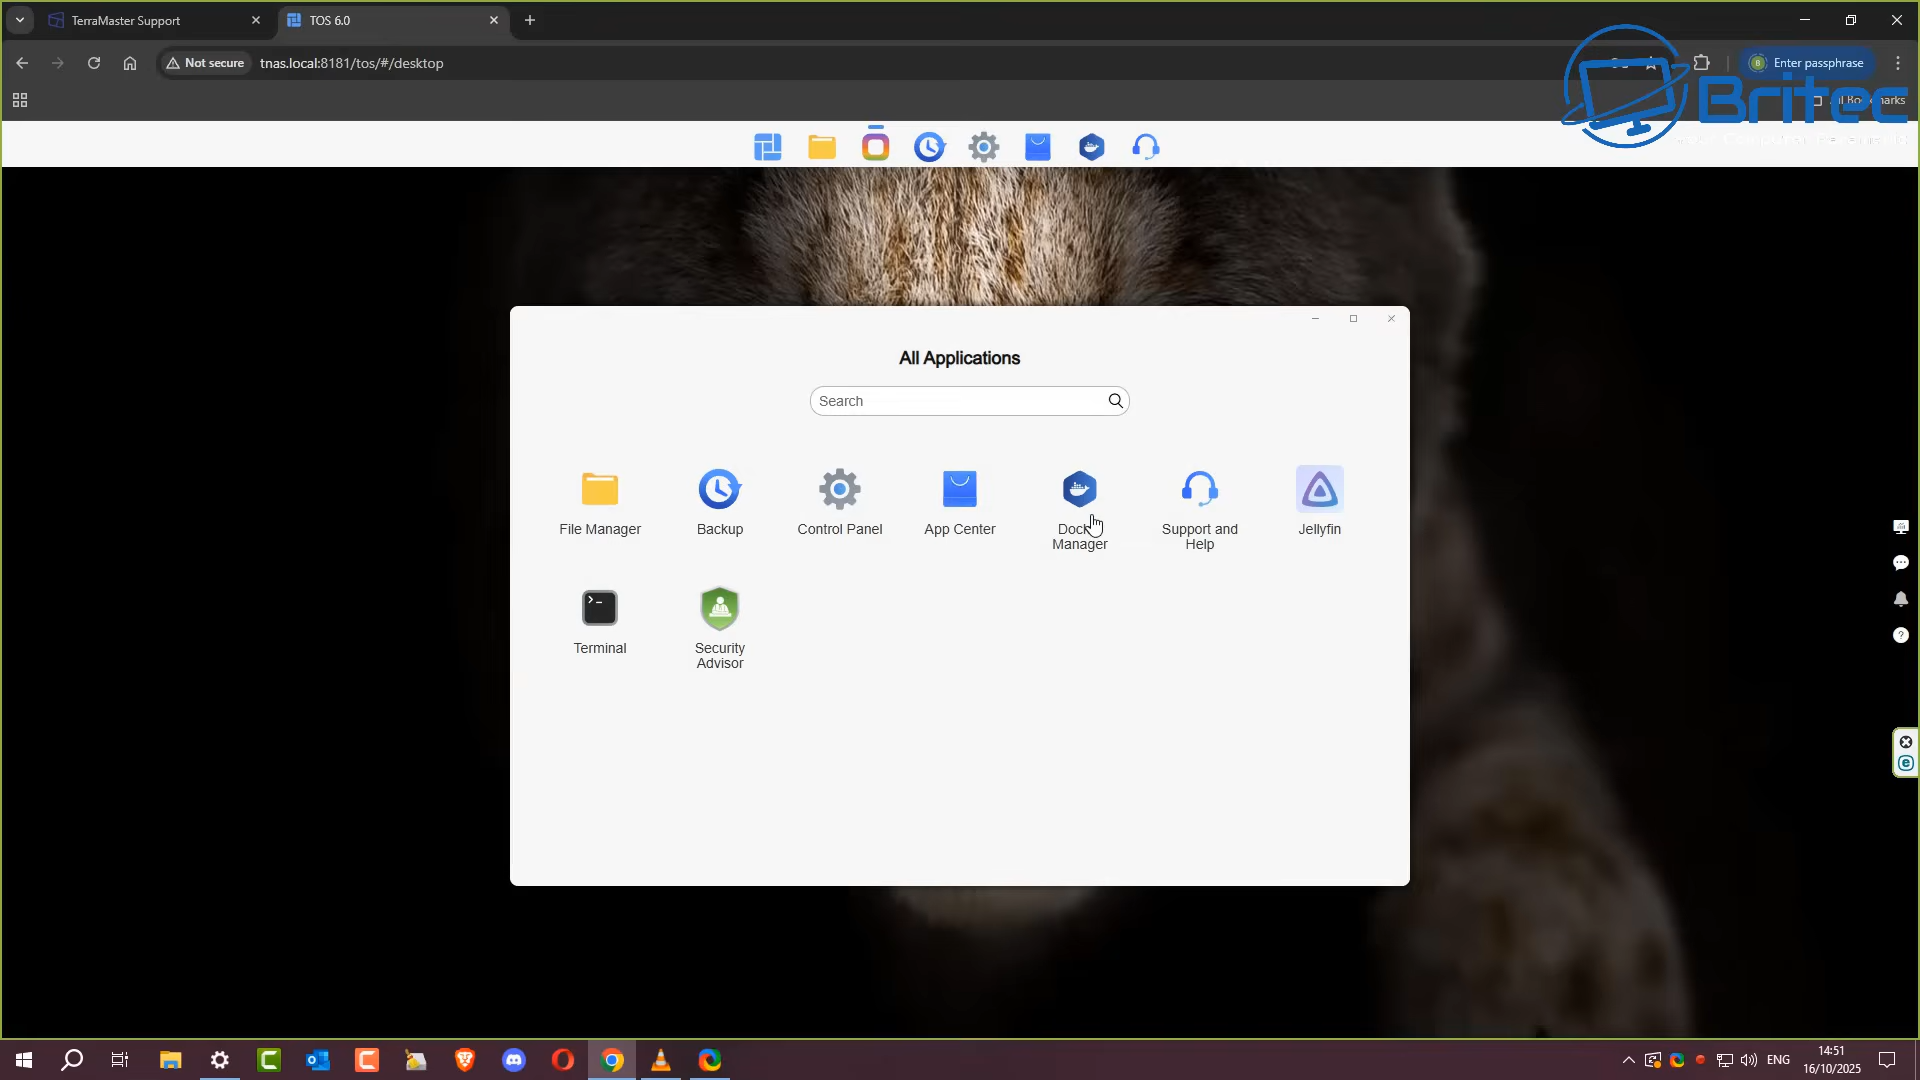 TerraMaster Support
TOS 6.0
Not secure
tnas.local:8181/tos/#/desktop
Enter passphrase
Britec
All Applications
Search
File Manager
Backup
Control Panel
App Center
Manager
Support and
Help
Jellyfin
Terminal
Security
Advisor
ENG
14:51
16/10/2025